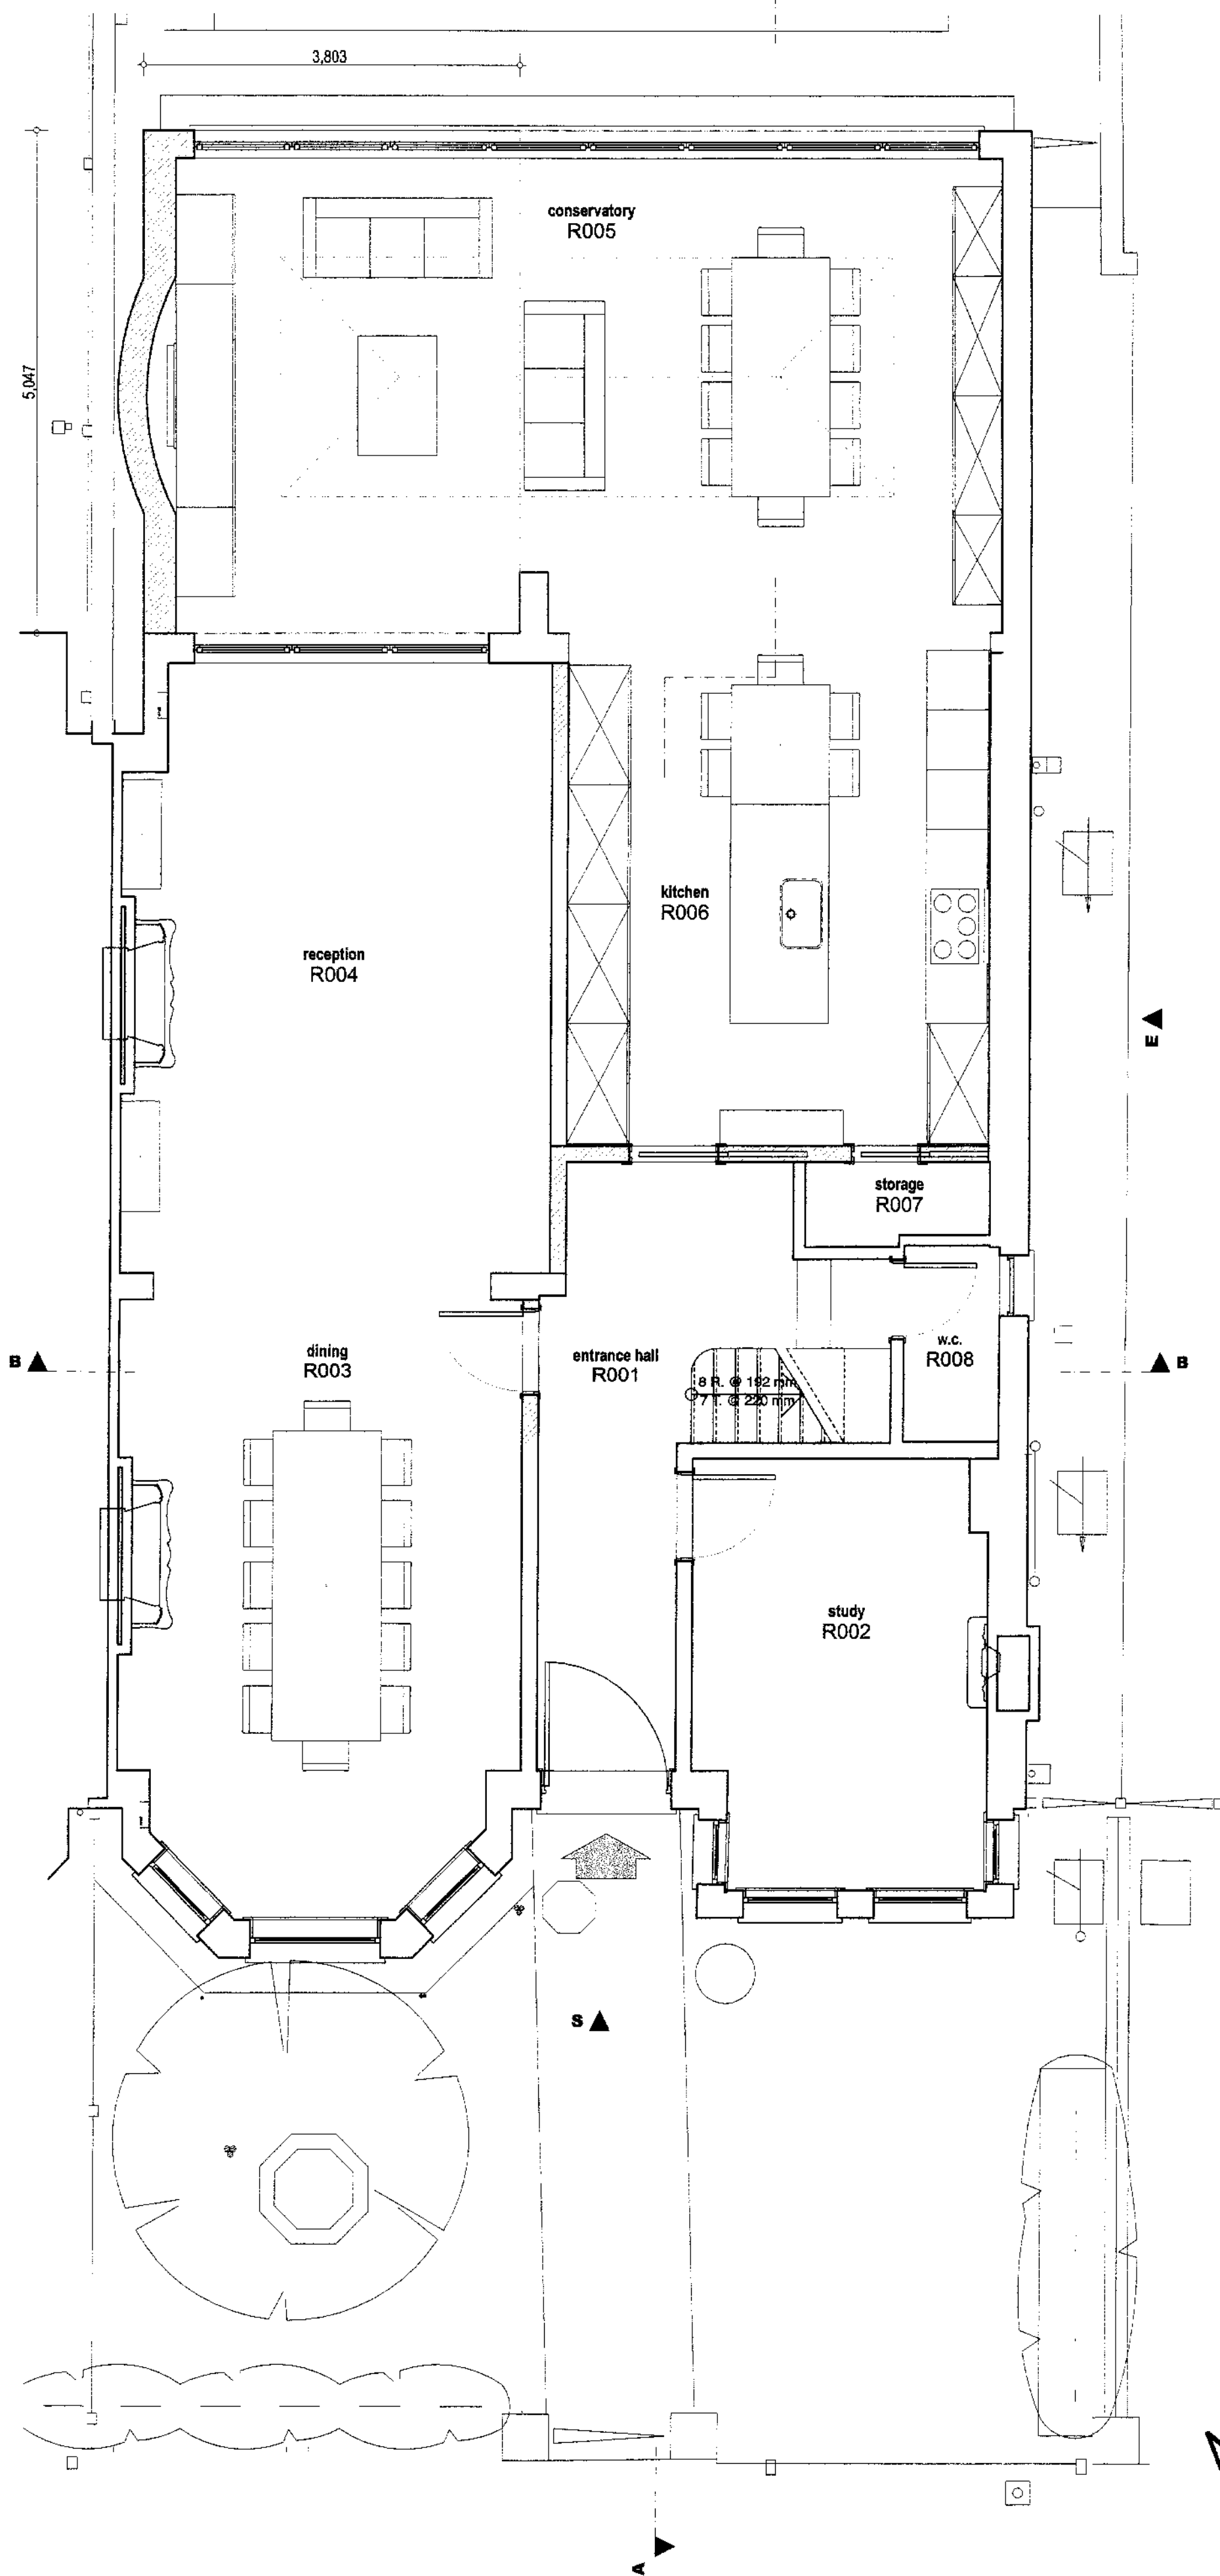 3,803
conservatory
R005
5,047
kitchen
R006
reception
R004
E
storage
R007
B
dining
R003
entrance hall
R001
w.c.
R008
B
8 R. @ 192 mm
7 T. @ 220 mm
study
R002
S
A